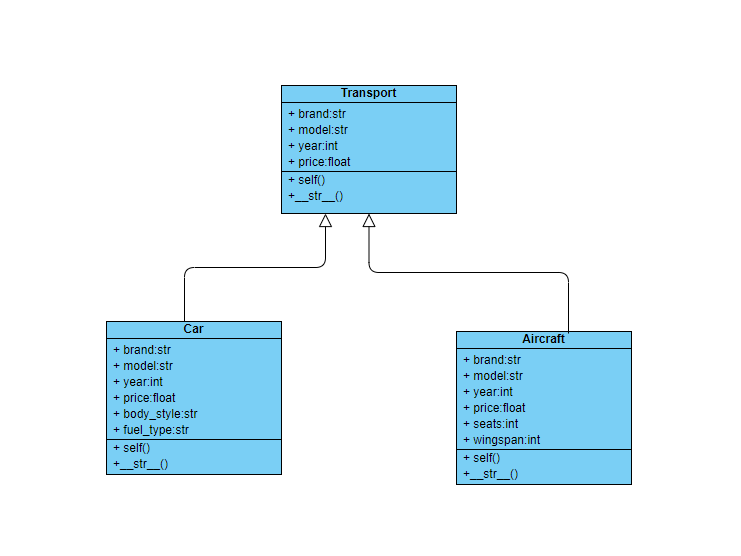 Transport
+ brand:str
+ model:str
+ year:int
+ price:float
+ self()
+__str__()
Car
+ brand:str
+ model:str
+ year:int
+ price:float
+ body_style:str
+ fuel_type:str
+ self()
+__str__()
Aircraft
+ brand:str
+ model:str
+ year:int
+ price:float
+ seats:int
+ wingspan:int
+ self()
+__str__()